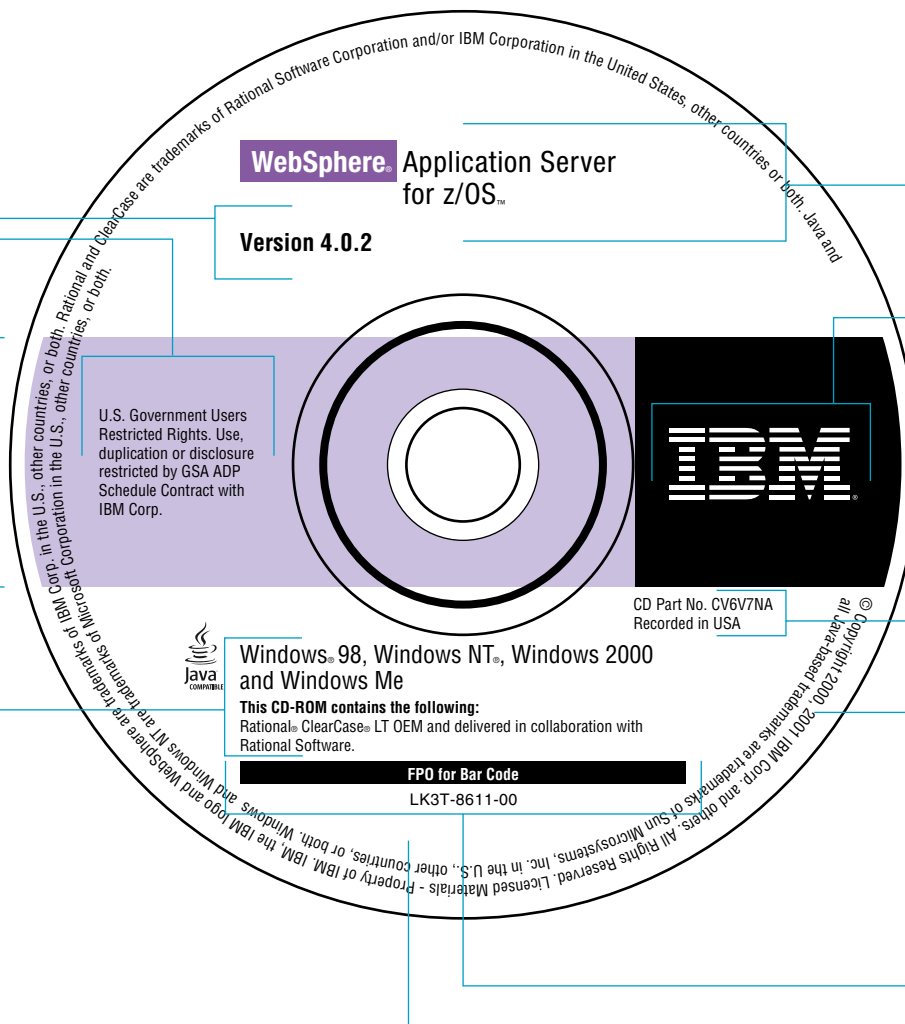 WebSphere® Application Server
for z/OS™
Version 4.0.2
U.S. Government Users
Restricted Rights. Use,
duplication or disclosure
restricted by GSA ADP
Schedule Contract with
IBM Corp.
IBM®
CD Part No. CV6V7NA
Recorded in USA
Java
COMPATIBLE
Windows® 98, Windows NT®, Windows 2000
and Windows Me
This CD-ROM contains the following:
Rational® ClearCase® LT OEM and delivered in collaboration with
Rational Software.
FPO for Bar Code
LK3T-8611-00
© Copyright 2000, 2001 IBM Corp. and others. All Rights Reserved. Licensed Materials - Property of IBM. IBM, the IBM logo and WebSphere are trademarks of IBM Corp. in the U.S., other countries, or both. Rational and ClearCase are trademarks of Rational Software Corporation and/or IBM Corporation in the United States, other countries or both. Java and
all Java-based trademarks are trademarks of Sun Microsystems, Inc. in the U.S., other countries, or both. Windows and Windows NT are trademarks of Microsoft Corporation in the U.S., other countries, or both.